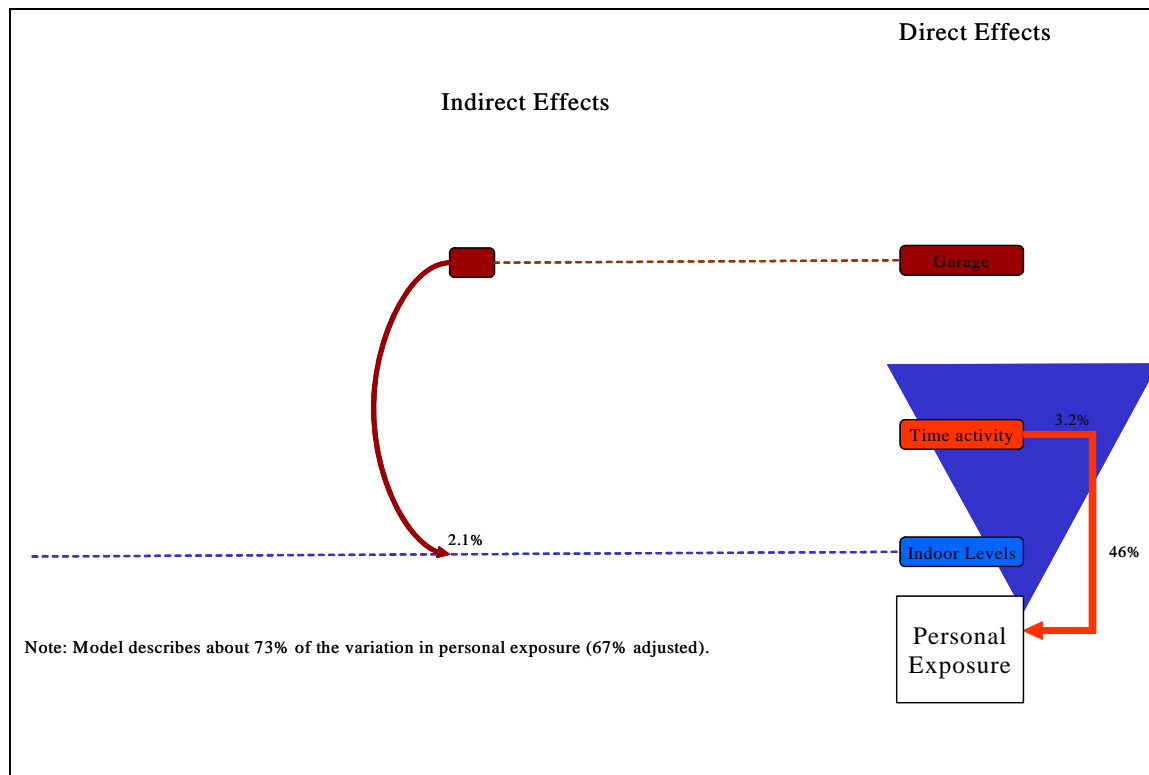 Direct Effects
Indirect Effects
Garage
3.2%
Time activity
2.1%
Indoor Levels
46%
Personal
Exposure
Note: Model describes about 73% of the variation in personal exposure (67% adjusted).